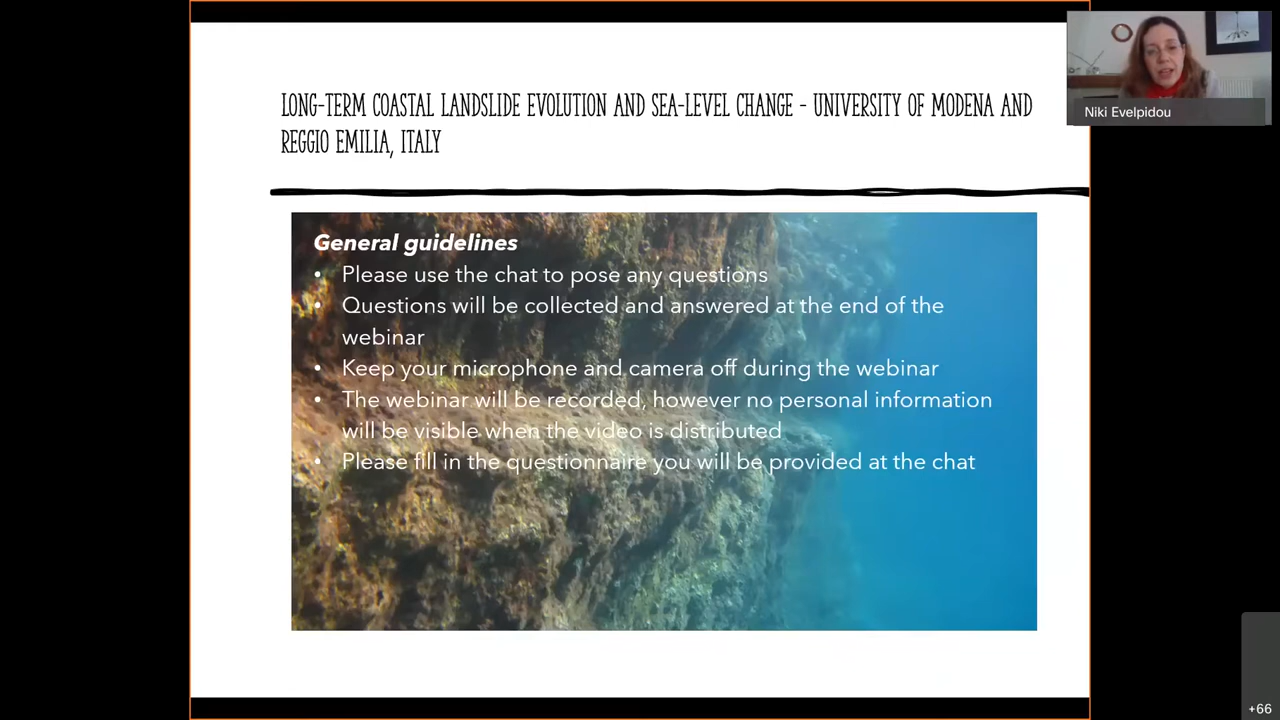 LONG-TERM COASTAL LANDSLIDE EVOLUTION AND SEA-LEVEL CHANGE - UNIVERSITY OF MODENA AND
REGGIO EMILIA, ITALY
Niki Evelpidou
General guidelines
• Please use the chat to pose any questions
• Questions will be collected and answered at the end of the
webinar
• Keep your microphone and camera off during the webinar
• The webinar will be recorded, however no personal information
will be visible when the video is distributed
• Please fill in the questionnaire you will be provided at the chat
+66